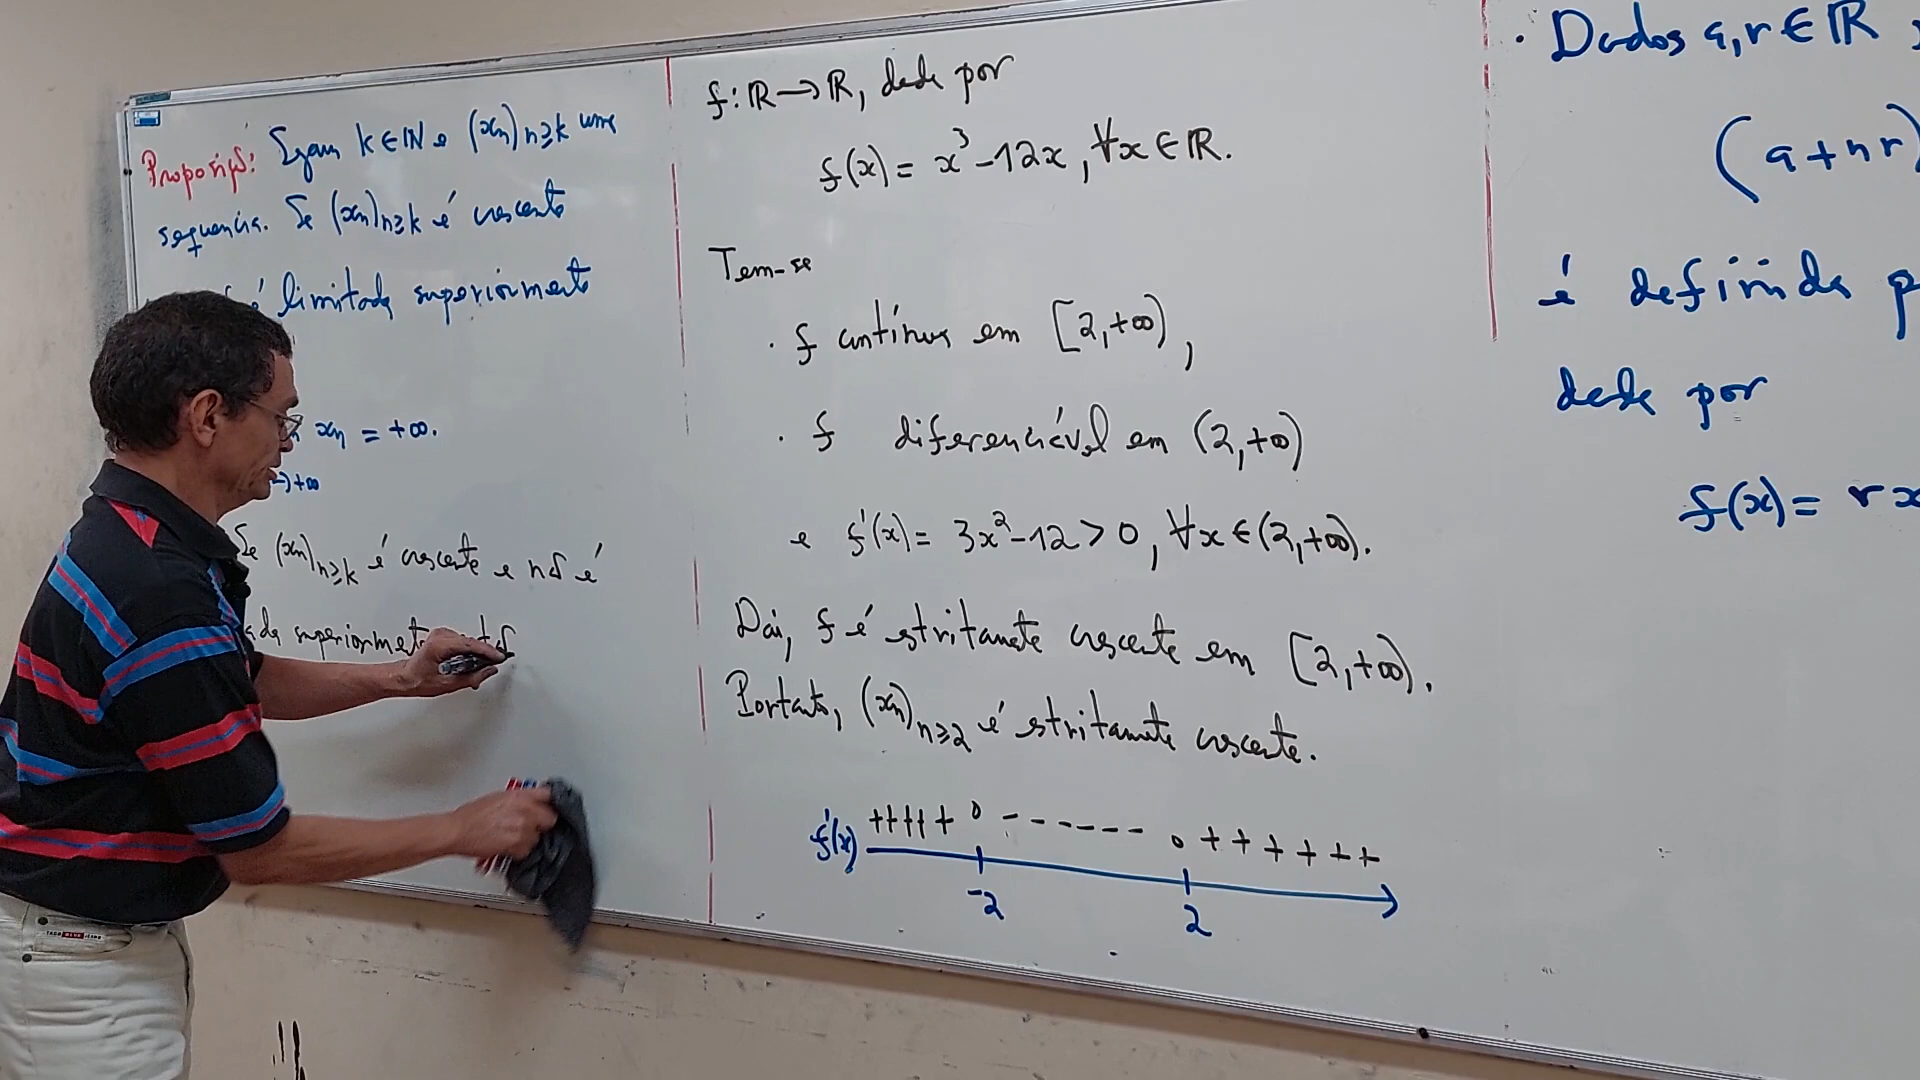 Proposição: Sejam k ∈ ℕ e (xn)n≥k uma
sequência. Se (xn)n≥k é crescente
é limitada superiormente
xn = +∞.
→+∞
Se (xn)n≥k é crescente e não é
ada superiormente
f: ℝ → ℝ, dada por
f(x) = x³ - 12x, ∀x ∈ ℝ.
Tem-se
• f contínua em [2, +∞),
• f diferenciável em (2, +∞)
e f'(x) = 3x² - 12 > 0, ∀x ∈ (2, +∞).
Daí, f é estritamente crescente em [2, +∞).
Portanto, (xn)n≥2 é estritamente crescente.
f'(x) +++++ 0 ------ 0 ++++++
-2 2
• Dados a, r ∈ ℝ
(a + nr)
é definida p
dada por
f(x) = rx